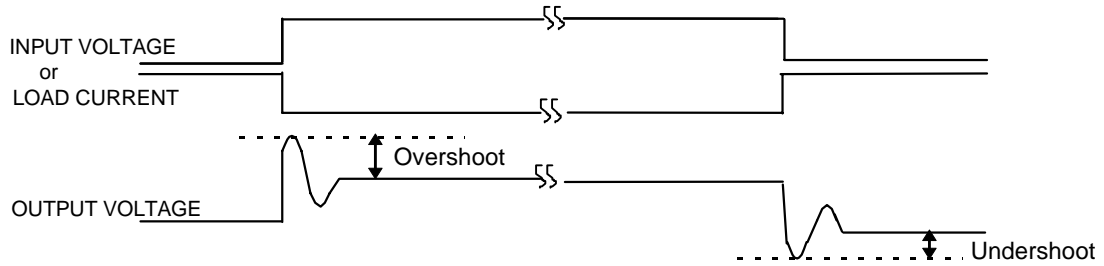 INPUT VOLTAGE
or
LOAD CURRENT
Overshoot
OUTPUT VOLTAGE
Undershoot